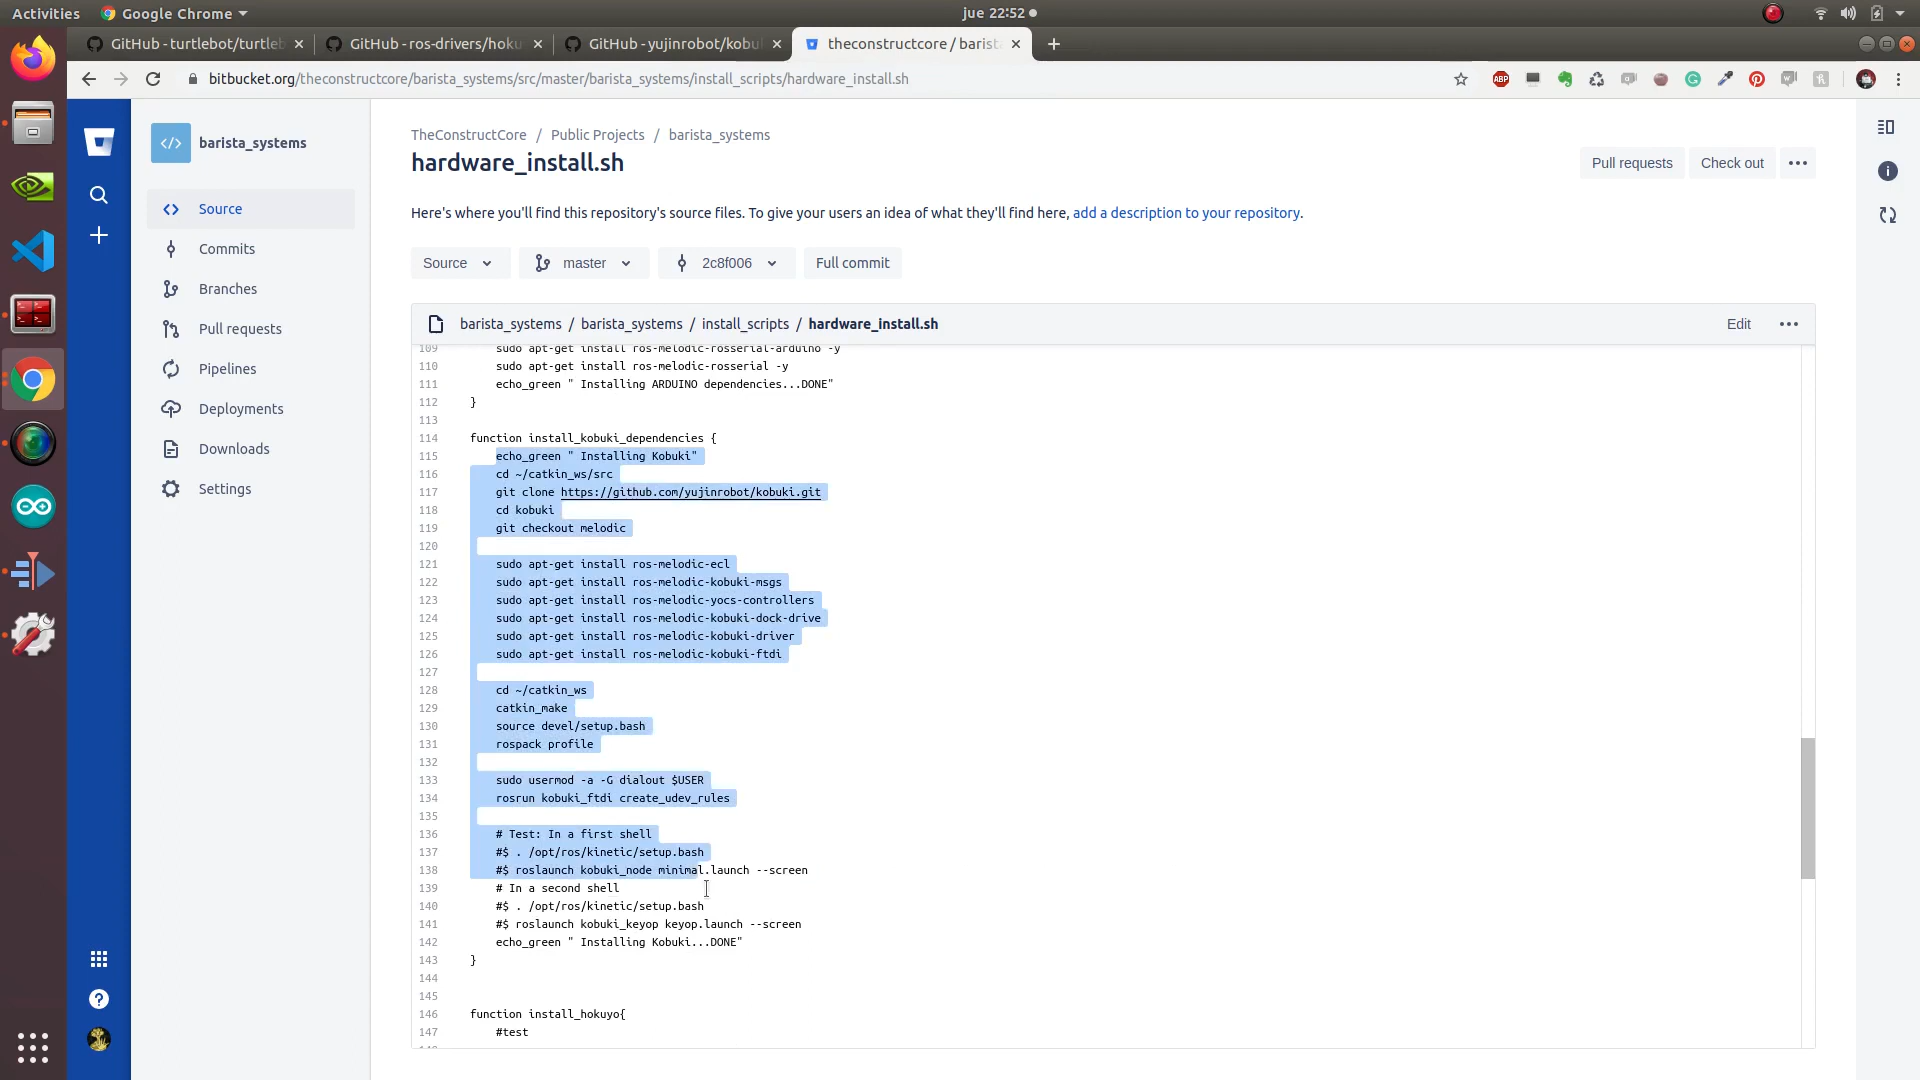 Activities
Google Chrome
jue 22:52
GitHub - turtlebot/turtleb
GitHub - ros-drivers/hoku
GitHub - yujinrobot/kobu
theconstructcore / barista
bitbucket.org/theconstructcore/barista_systems/src/master/barista_systems/install_scripts/hardware_install.sh
ABP
barista_systems
Source
Commits
Branches
Pull requests
Pipelines
Deployments
Downloads
Settings
TheConstructCore / Public Projects / barista_systems
hardware_install.sh
Pull requests
Check out
Here's where you'll find this repository's source files. To give your users an idea of what they'll find here, add a description to your repository.
Source
master
2c8f006
Full commit
barista_systems / barista_systems / install_scripts / hardware_install.sh
Edit
109 sudo apt-get install ros-melodic-rosserial-arduino -y
110 sudo apt-get install ros-melodic-rosserial -y
111 echo_green " Installing ARDUINO dependencies...DONE"
112 }
113
114 function install_kobuki_dependencies {
115 echo_green " Installing Kobuki"
116 cd ~/catkin_ws/src
117 git clone https://github.com/yujinrobot/kobuki.git
118 cd kobuki
119 git checkout melodic
120
121 sudo apt-get install ros-melodic-ecl
122 sudo apt-get install ros-melodic-kobuki-msgs
123 sudo apt-get install ros-melodic-yocs-controllers
124 sudo apt-get install ros-melodic-kobuki-dock-drive
125 sudo apt-get install ros-melodic-kobuki-driver
126 sudo apt-get install ros-melodic-kobuki-ftdi
127
128 cd ~/catkin_ws
129 catkin_make
130 source devel/setup.bash
131 rospack profile
132
133 sudo usermod -a -G dialout $USER
134 rosrun kobuki_ftdi create_udev_rules
135
136 # Test: In a first shell
137 #$ . /opt/ros/kinetic/setup.bash
138 #$ roslaunch kobuki_node minimal.launch --screen
139 # In a second shell
140 #$ . /opt/ros/kinetic/setup.bash
141 #$ roslaunch kobuki_keyop keyop.launch --screen
142 echo_green " Installing Kobuki...DONE"
143 }
144
145
146 function install_hokuyo{
147 #test